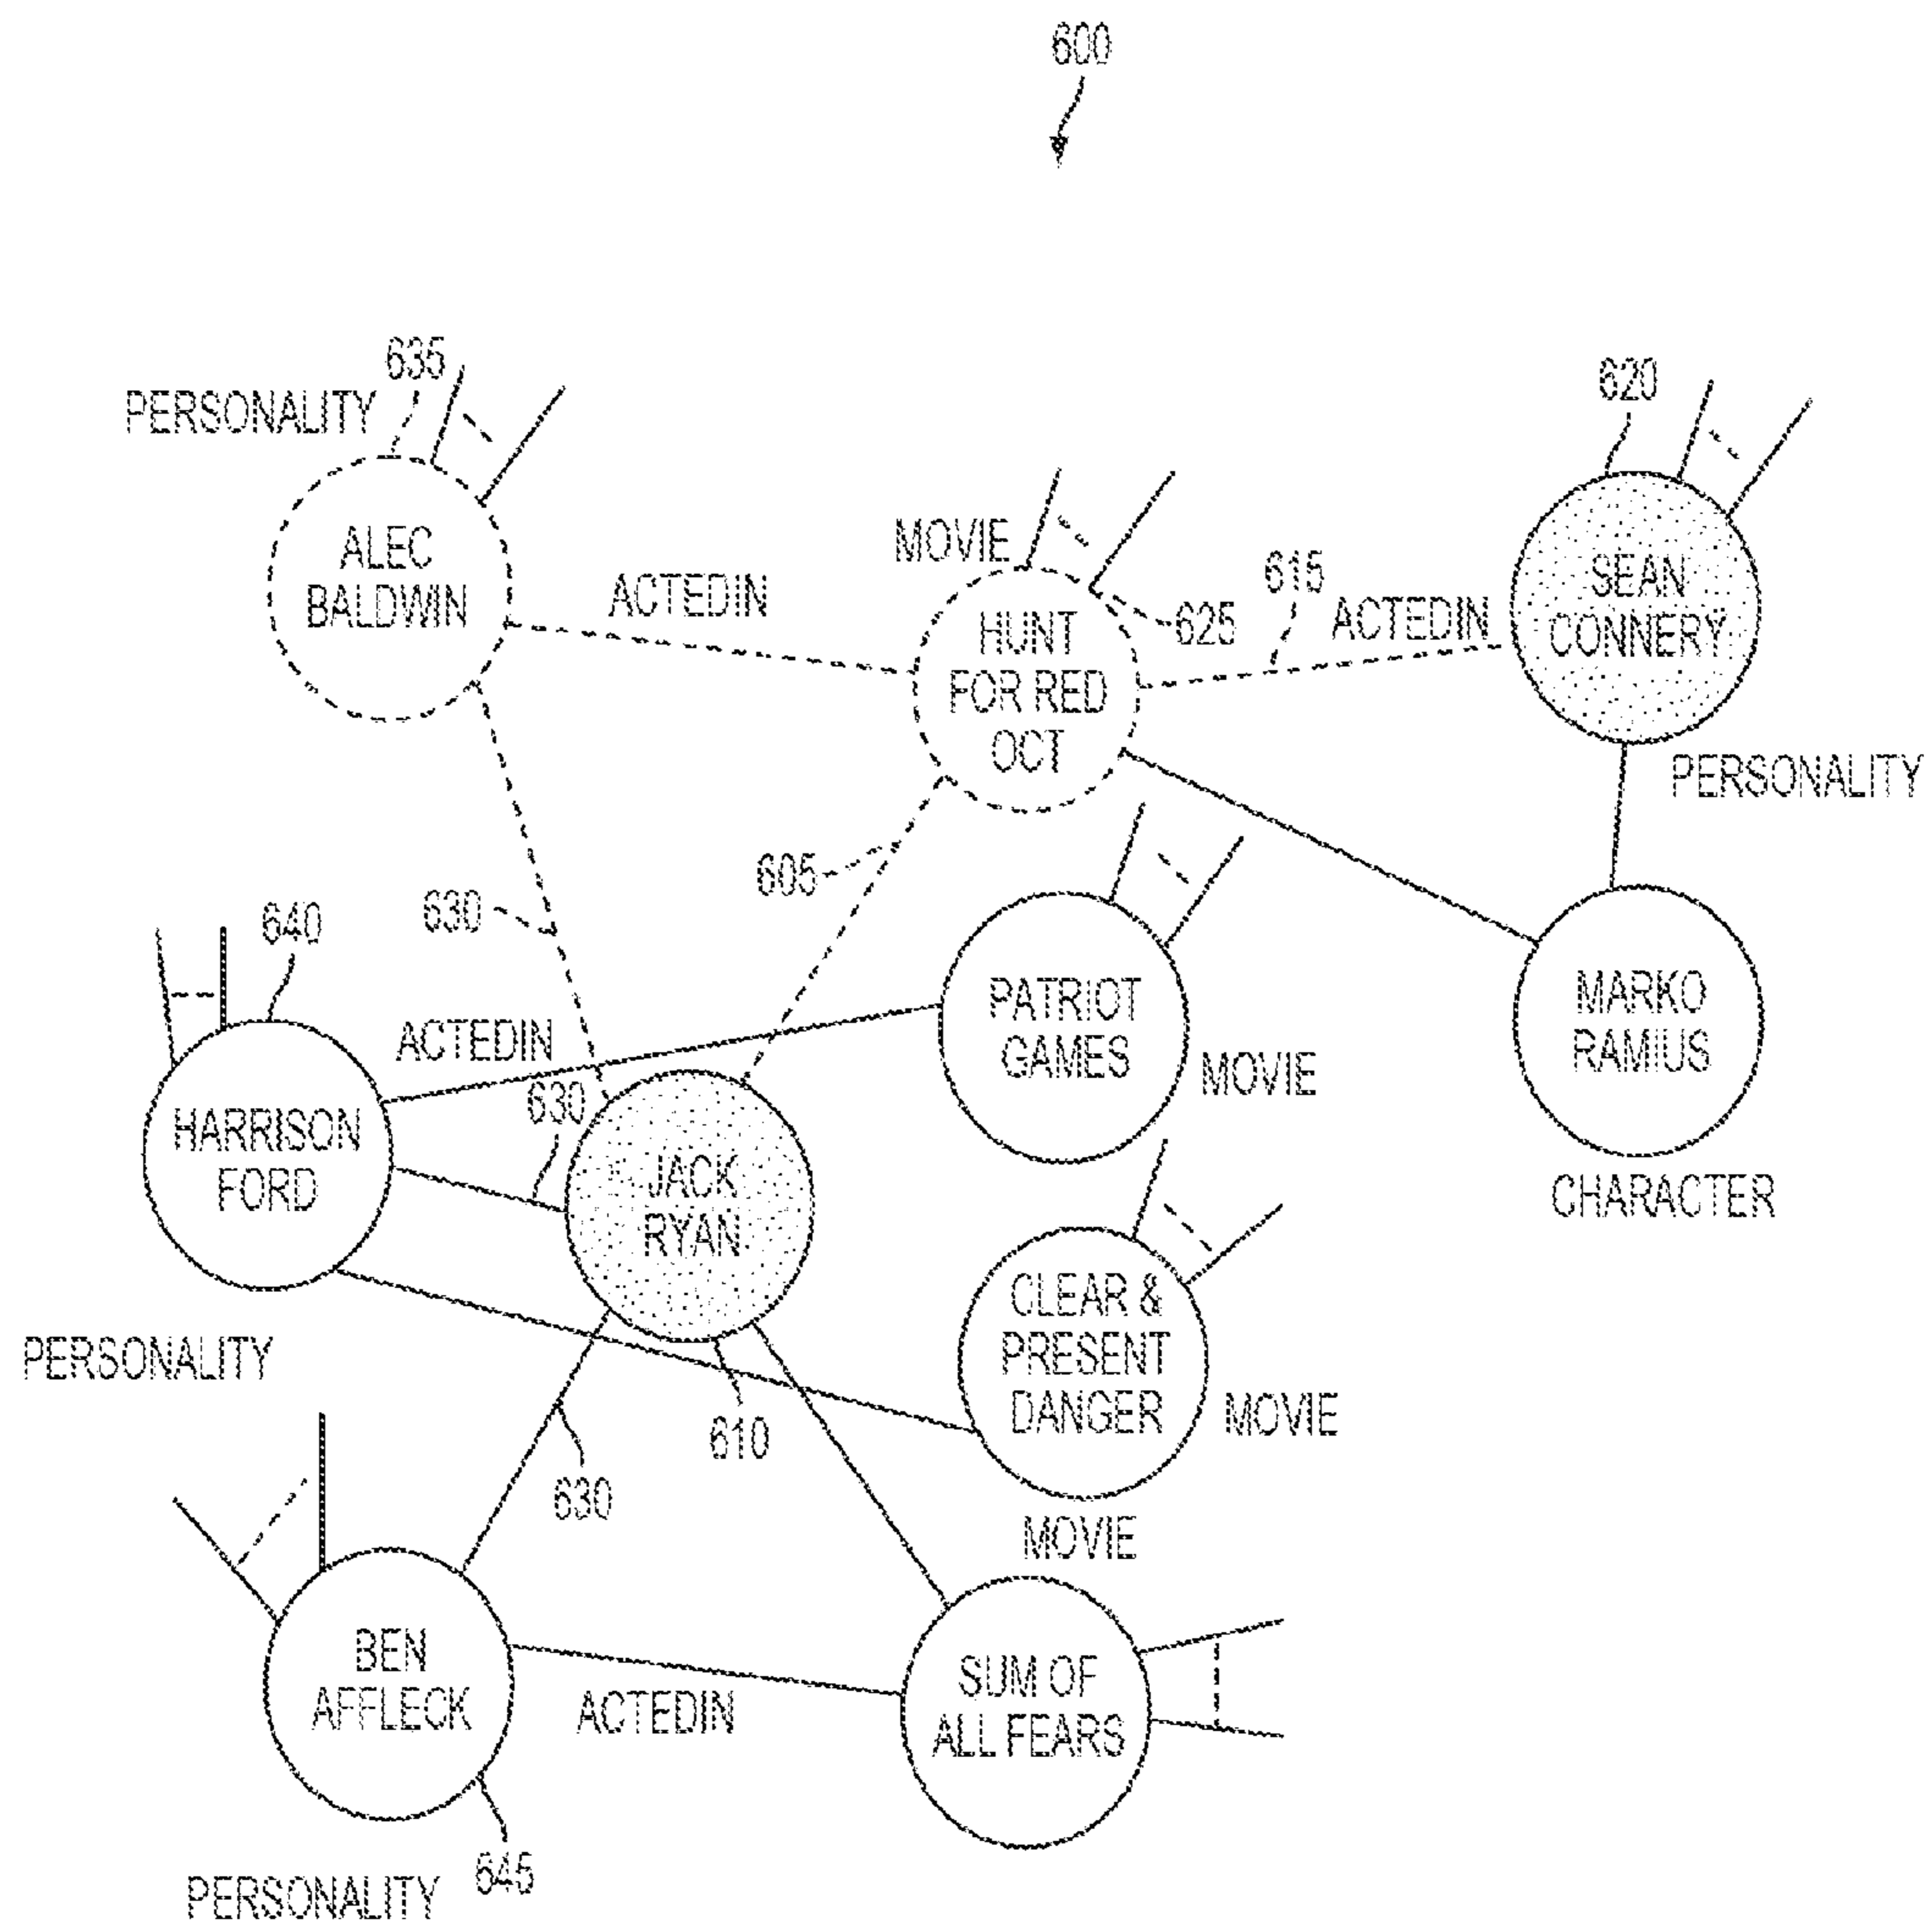 600
635
PERSONALITY
620
ALEC
BALDWIN
ACTEDIN
MOVIE
HUNT
FOR RED
OCT
625
615
ACTEDIN
SEAN
CONNERY
PERSONALITY
605
630
640
ACTEDIN
PATRIOT
GAMES
MOVIE
MARKO
RAMIUS
CHARACTER
HARRISON
FORD
630
JACK
RYAN
PERSONALITY
CLEAR &
PRESENT
DANGER
MOVIE
610
630
MOVIE
BEN
AFFLECK
ACTEDIN
SUM OF
ALL FEARS
645
PERSONALITY